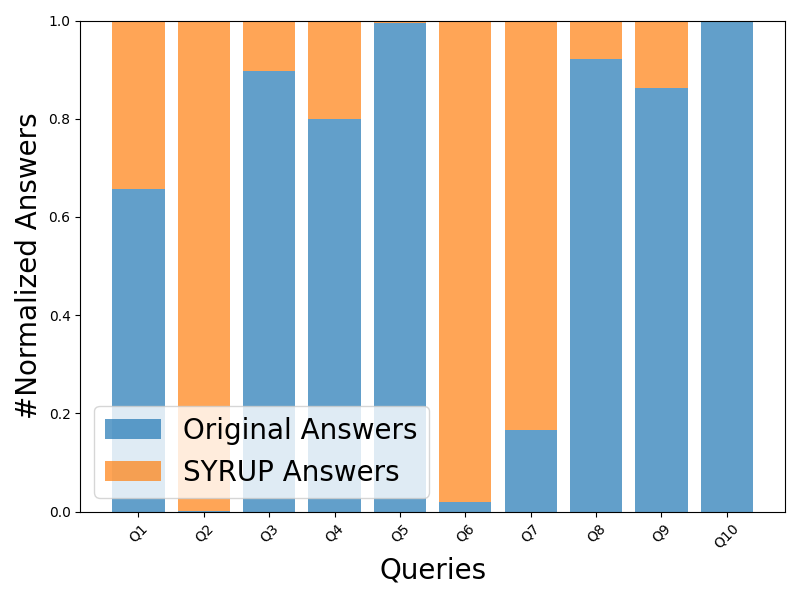 #Normalized Answers
1.0
0.8
0.6
0.4
0.2
0.0
Original Answers
SYRUP Answers
Q1 Q2 Q3 Q4 Q5 Q6 Q7 Q8 Q9 Q10
Queries